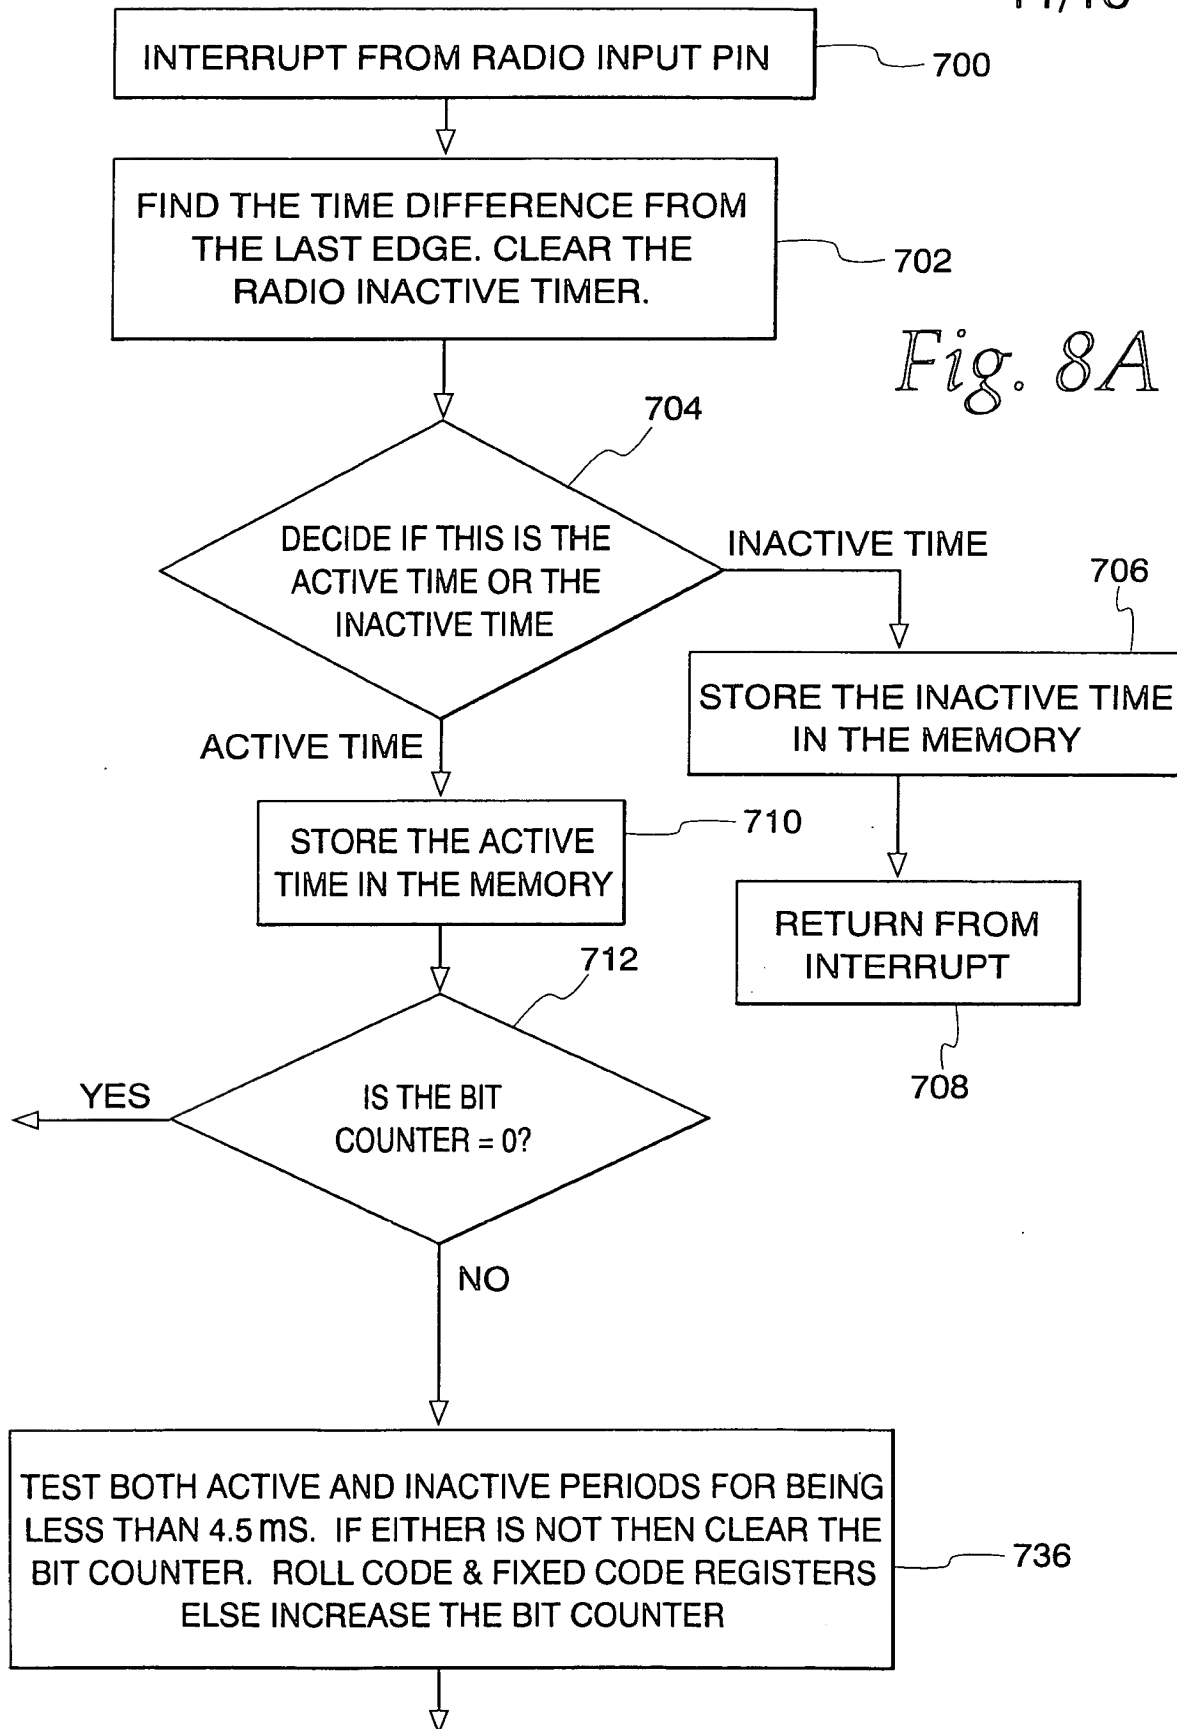 INTERRUPT FROM RADIO INPUT PIN
700
FIND THE TIME DIFFERENCE FROM
THE LAST EDGE. CLEAR THE
RADIO INACTIVE TIMER.
702
Fig. 8A
704
DECIDE IF THIS IS THE
ACTIVE TIME OR THE
INACTIVE TIME
INACTIVE TIME
706
STORE THE INACTIVE TIME
IN THE MEMORY
ACTIVE TIME
STORE THE ACTIVE
TIME IN THE MEMORY
710
RETURN FROM
INTERRUPT
708
712
IS THE BIT
COUNTER = 0?
YES
NO
TEST BOTH ACTIVE AND INACTIVE PERIODS FOR BEING
LESS THAN 4.5 mS. IF EITHER IS NOT THEN CLEAR THE
BIT COUNTER. ROLL CODE & FIXED CODE REGISTERS
ELSE INCREASE THE BIT COUNTER
736